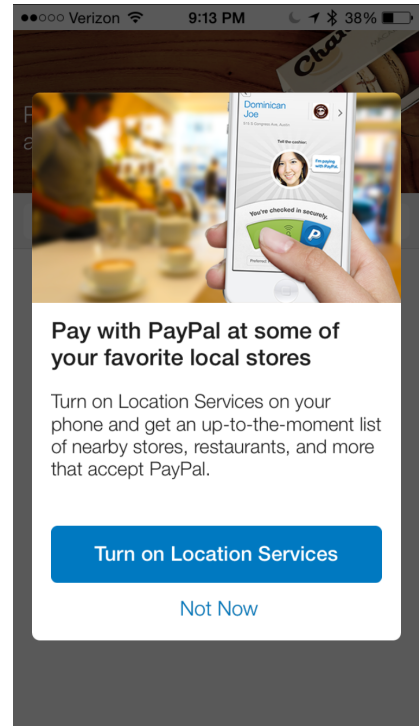 Verizon 9:13 PM 38%
Dominican
Joe
Tell the cashier:
I'm paying
with PayPal.
You're checked in securely.
P
Pay with PayPal at some of
your favorite local stores
Turn on Location Services on your
phone and get an up-to-the-moment list
of nearby stores, restaurants, and more
that accept PayPal.
Turn on Location Services
Not Now